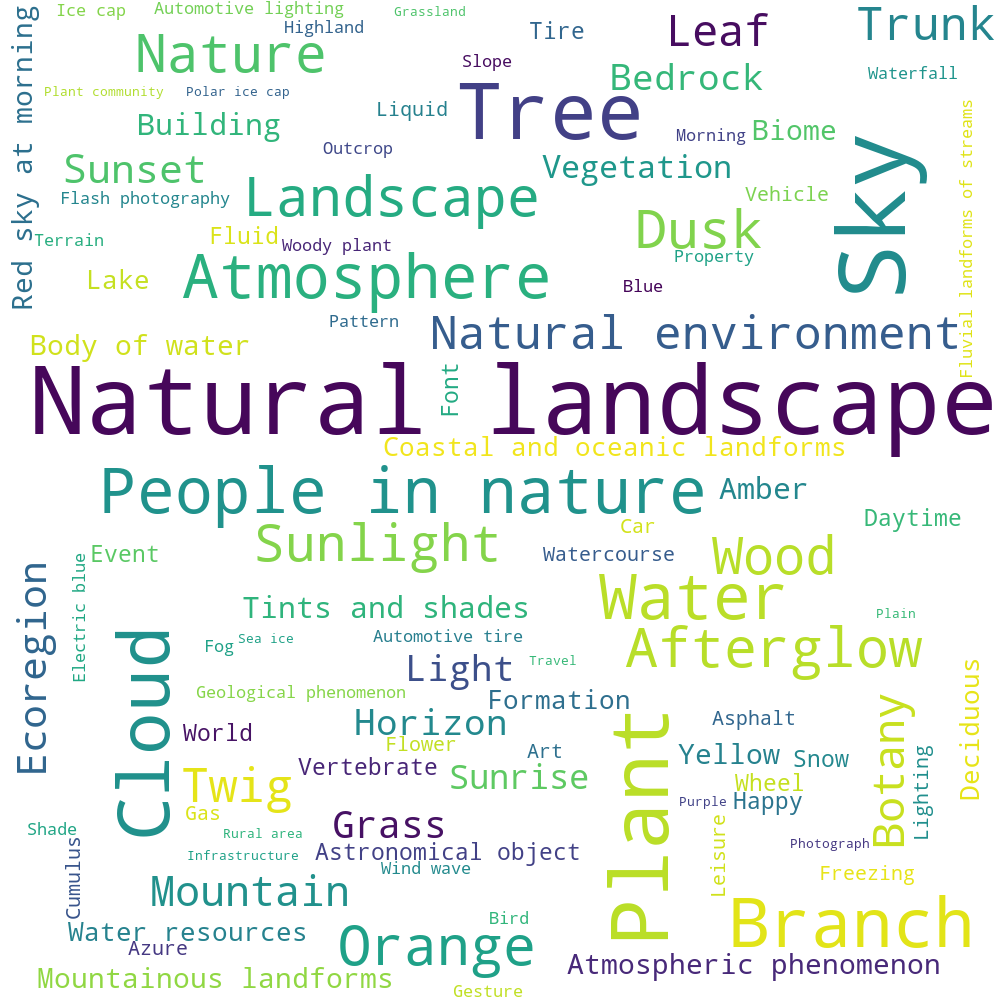 Ice cap
Automotive lighting
Grassland
Red sky at morning
Nature
Highland
Tire
Leaf
Trunk
Slope
Plant community
Polar ice cap
Liquid
Tree
Bedrock
Waterfall
Building
Outcrop
Morning
Biome
Fluvial landforms of streams
Sunset
Vegetation
Sky
Flash photography
Landscape
Vehicle
Terrain
Fluid
Woody plant
Dusk
Property
Lake
Atmosphere
Blue
Pattern
Body of water
Natural environment
Font
Natural landscape
Coastal and oceanic landforms
People in nature
Amber
Daytime
Car
Event
Sunlight
Watercourse
Wood
Electric blue
Ecoregion
Water
Tints and shades
Plain
Cloud
Fog
Sea ice
Automotive tire
Afterglow
Light
Travel
Geological phenomenon
Formation
Deciduous
World
Horizon
Flower
Art
Plant
Asphalt
Yellow
Snow
Botany
Lighting
Twig
Vertebrate
Sunrise
Wheel
Gas
Purple
Happy
Shade
Rural area
Grass
Leisure
Photograph
Cumulus
Infrastructure
Astronomical object
Wind wave
Freezing
Mountain
Branch
Water resources
Bird
Azure
Orange
Atmospheric phenomenon
Mountainous landforms
Gesture